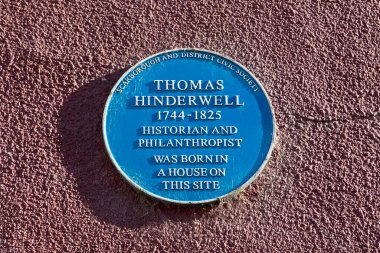 SCARBOROUGH AND DISTRICT CIVIC SOCIETY
THOMAS
HINDERWELL
1744-1825
HISTORIAN AND
PHILANTHROPIST
WAS BORN IN
A HOUSE ON
THIS SITE